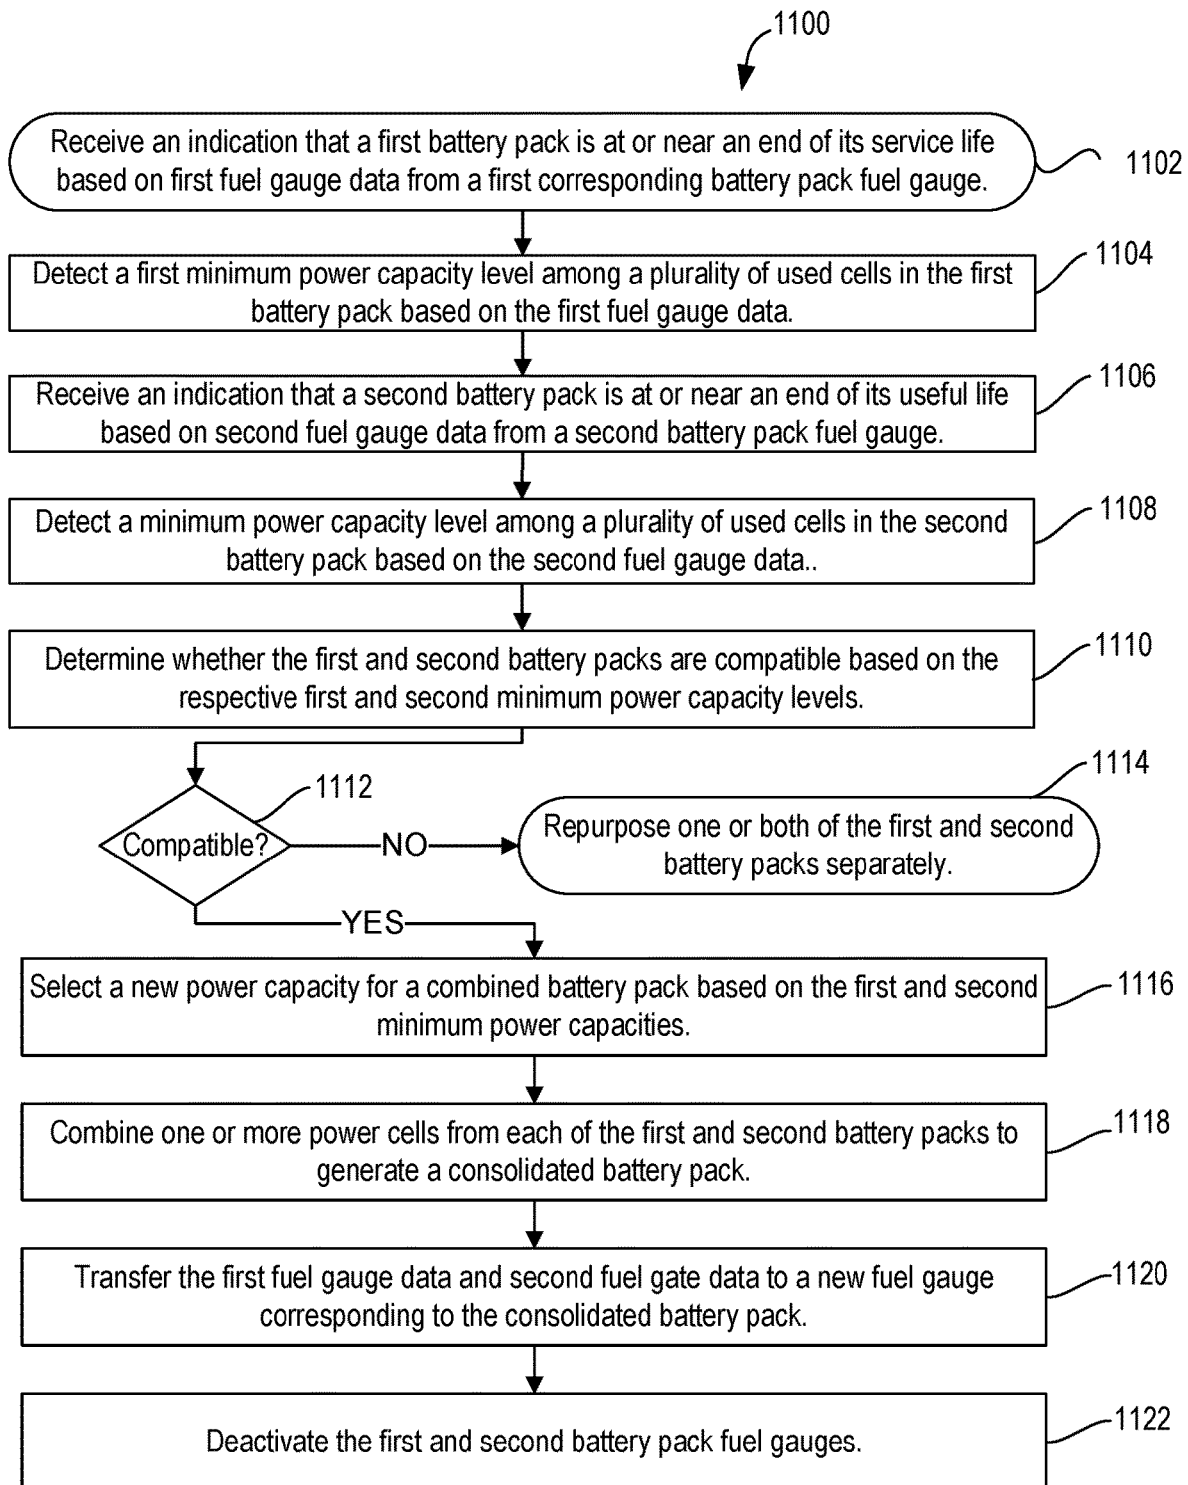 1100
Receive an indication that a first battery pack is at or near an end of its service life
based on first fuel gauge data from a first corresponding battery pack fuel gauge.
1102
Detect a first minimum power capacity level among a plurality of used cells in the first
battery pack based on the first fuel gauge data.
1104
Receive an indication that a second battery pack is at or near an end of its useful life
based on second fuel gauge data from a second battery pack fuel gauge.
1106
Detect a minimum power capacity level among a plurality of used cells in the second
battery pack based on the second fuel gauge data..
1108
Determine whether the first and second battery packs are compatible based on the
respective first and second minimum power capacity levels.
1110
Compatible?
1112
NO
Repurpose one or both of the first and second
battery packs separately.
1114
YES
Select a new power capacity for a combined battery pack based on the first and second
minimum power capacities.
1116
Combine one or more power cells from each of the first and second battery packs to
generate a consolidated battery pack.
1118
Transfer the first fuel gauge data and second fuel gate data to a new fuel gauge
corresponding to the consolidated battery pack.
1120
Deactivate the first and second battery pack fuel gauges.
1122